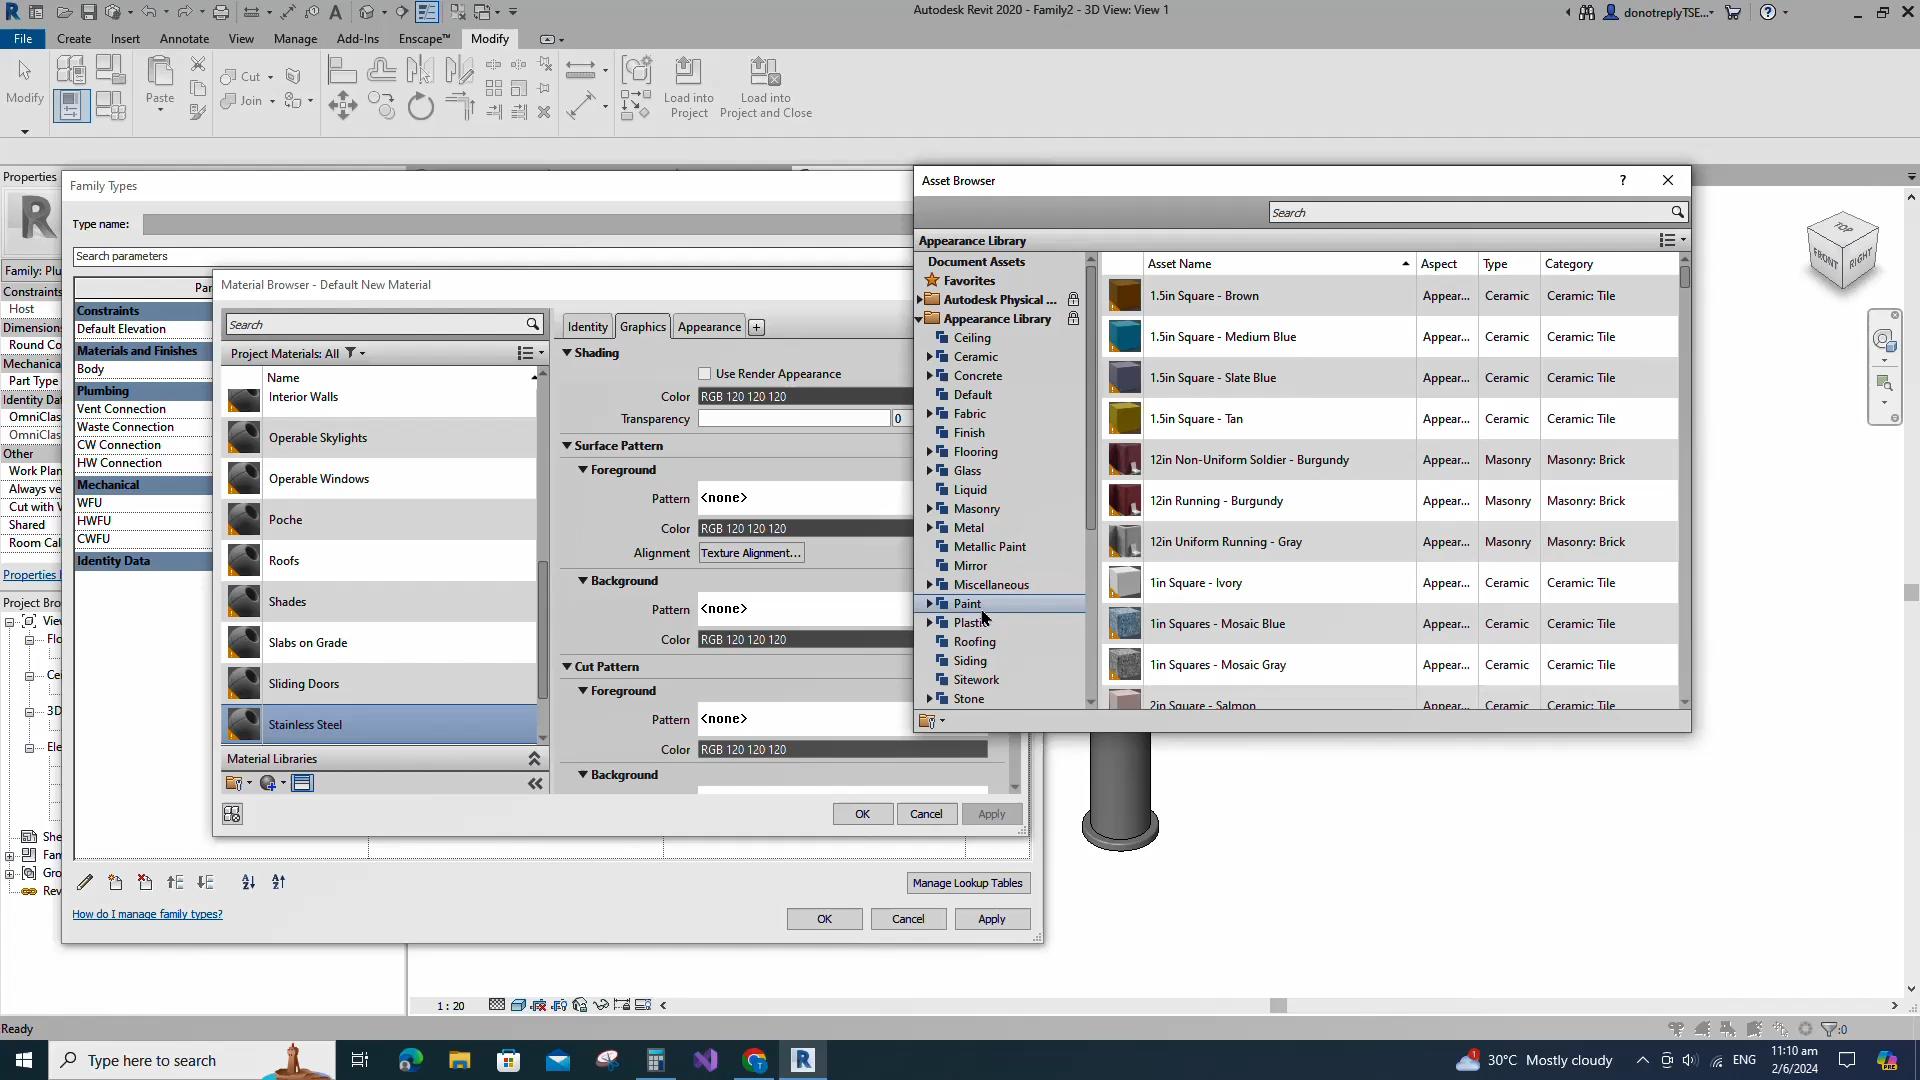 Autodesk Revit 2020 - Family2 - 3D View: View 1
donotreplyTSE...
File
Create
Insert
Annotate
View
Manage
Add-Ins
Enscape™
Modify
Modify
Paste
Cut
Join
Load into
Project
Load into
Project and Close
Properties
Family: Plu
Constraints
Host
Dimension
Round Co
Mechanica
Part Type
Identity Dat
OmniClas
OmniClas
Other
Work Plan
Always ve
Cut with V
Shared
Room Cal
Properties
Project Bro
View
Flo
Ceil
3D
Ele
She
Fam
Gro
Rev
Family Types
Type name:
Search parameters
Par
Constraints
Default Elevation
Materials and Finishes
Body
Plumbing
Vent Connection
Waste Connection
CW Connection
HW Connection
Mechanical
WFU
HWFU
CWFU
Identity Data
Manage Lookup Tables
How do I manage family types?
OK
Cancel
Apply
Material Browser - Default New Material
Search
Project Materials: All
Name
Interior Walls
Operable Skylights
Operable Windows
Poche
Roofs
Shades
Slabs on Grade
Sliding Doors
Stainless Steel
Material Libraries
Identity
Graphics
Appearance
Shading
Use Render Appearance
Color RGB 120 120 120
Transparency 0
Surface Pattern
Foreground
Pattern <none>
Color RGB 120 120 120
Alignment Texture Alignment...
Background
Pattern <none>
Color RGB 120 120 120
Cut Pattern
Foreground
Pattern <none>
Color RGB 120 120 120
Background
OK
Cancel
Apply
Asset Browser
?
Search
Appearance Library
Document Assets
Favorites
Autodesk Physical ...
Appearance Library
Ceiling
Ceramic
Concrete
Default
Fabric
Finish
Flooring
Glass
Liquid
Masonry
Metal
Metallic Paint
Mirror
Miscellaneous
Paint
Plastic
Roofing
Siding
Sitework
Stone
Asset Name Aspect Type Category
1.5in Square - Brown Appear... Ceramic Ceramic: Tile
1.5in Square - Medium Blue Appear... Ceramic Ceramic: Tile
1.5in Square - Slate Blue Appear... Ceramic Ceramic: Tile
1.5in Square - Tan Appear... Ceramic Ceramic: Tile
12in Non-Uniform Soldier - Burgundy Appear... Masonry Masonry: Brick
12in Running - Burgundy Appear... Masonry Masonry: Brick
12in Uniform Running - Gray Appear... Masonry Masonry: Brick
1in Square - Ivory Appear... Ceramic Ceramic: Tile
1in Squares - Mosaic Blue Appear... Ceramic Ceramic: Tile
1in Squares - Mosaic Gray Appear... Ceramic Ceramic: Tile
2in Square - Salmon Appear... Ceramic Ceramic: Tile
TOP
FRONT
RIGHT
1 : 20
Ready
:0
Type here to search
30°C Mostly cloudy
ENG
11:10 am
2/6/2024